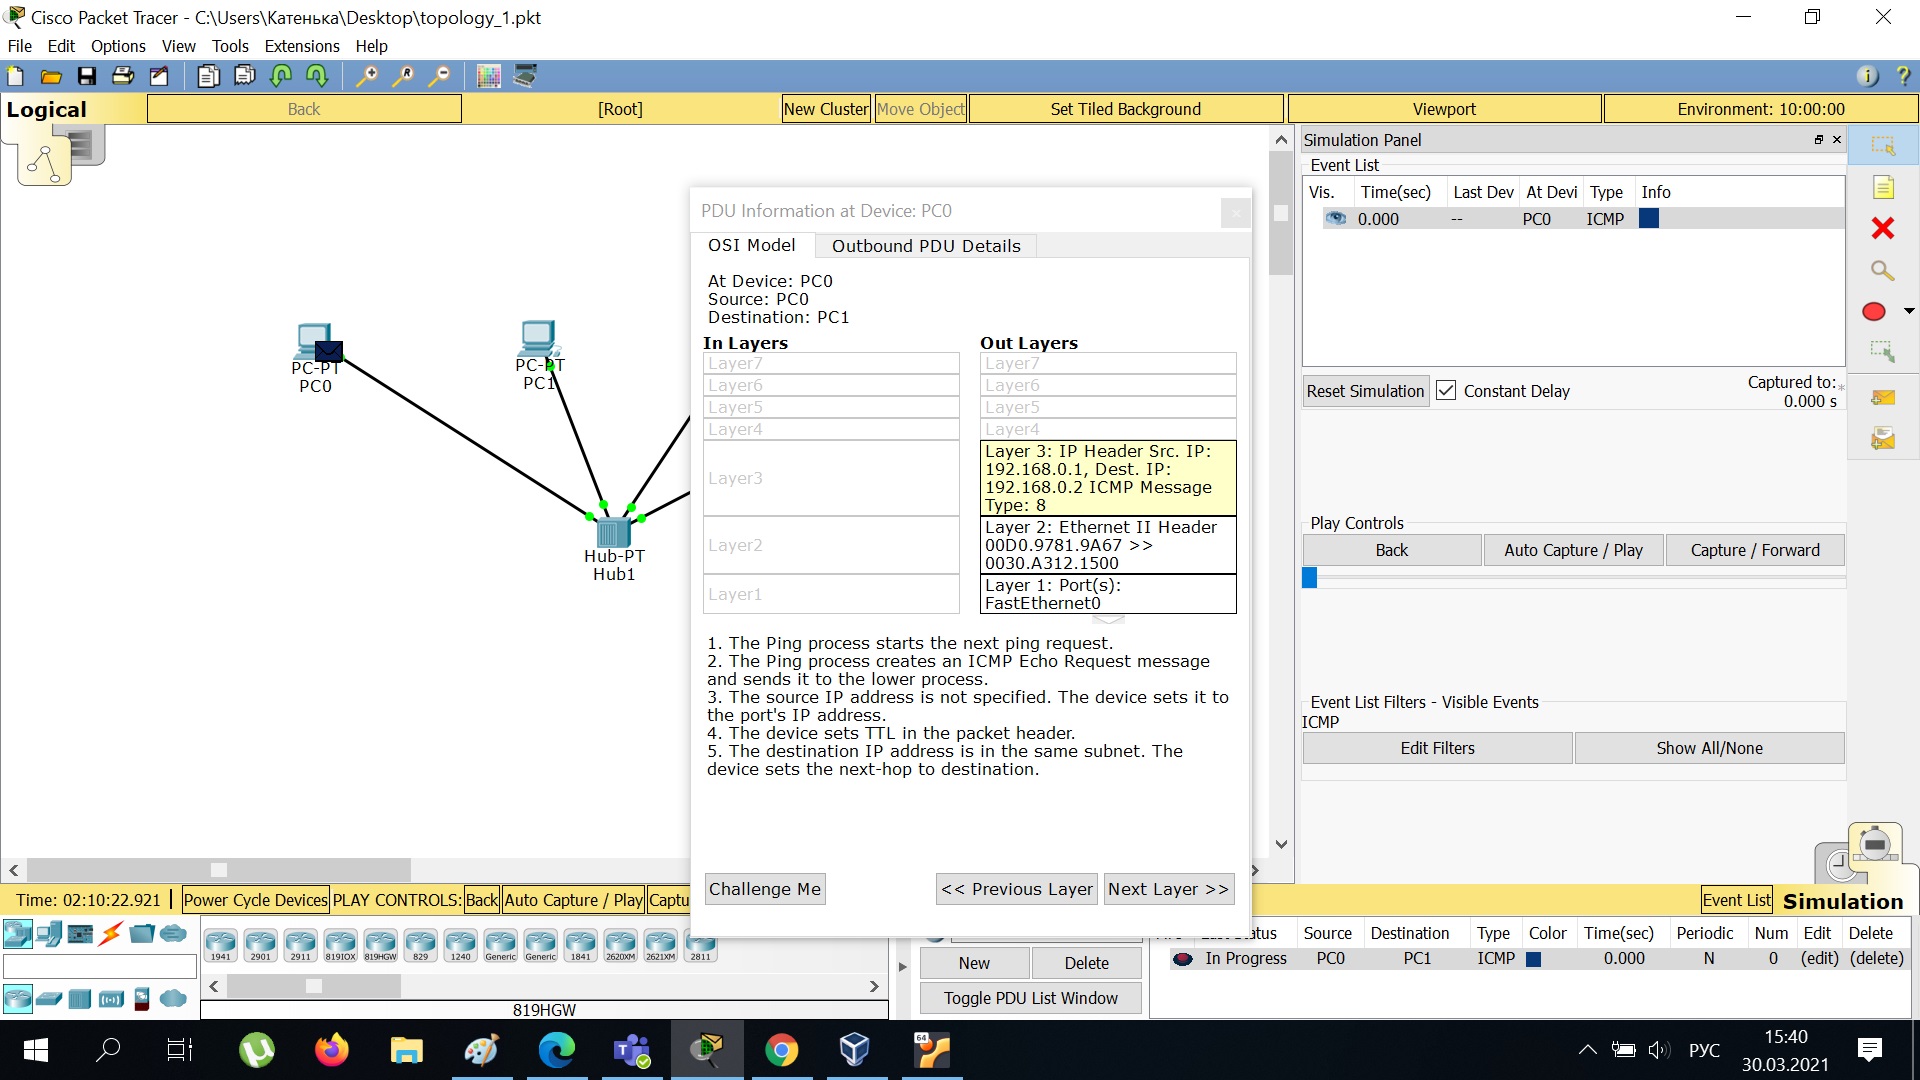 Cisco Packet Tracer - C:\Users\Катенька\Desktop\topology_1.pkt
File Edit Options View Tools Extensions Help
Logical
Back
[Root]
New Cluster
Move Object
Set Tiled Background
Viewport
Environment: 10:00:00
Simulation Panel
Event List
Vis. Time(sec) Last Dev At Devi Type Info
0.000 -- PC0 ICMP
Reset Simulation
Constant Delay
Captured to:
0.000 s
Play Controls
Back
Auto Capture / Play
Capture / Forward
Event List Filters - Visible Events
ICMP
Edit Filters
Show All/None
PC-PT
PC0
PC-PT
PC1
Hub-PT
Hub1
PDU Information at Device: PC0
OSI Model
Outbound PDU Details
At Device: PC0
Source: PC0
Destination: PC1
In Layers
Layer7
Layer6
Layer5
Layer4
Layer3
Layer2
Layer1
Out Layers
Layer7
Layer6
Layer5
Layer4
Layer 3: IP Header Src. IP:
192.168.0.1, Dest. IP:
192.168.0.2 ICMP Message
Type: 8
Layer 2: Ethernet II Header
00D0.9781.9A67 >>
0030.A312.1500
Layer 1: Port(s):
FastEthernet0
1. The Ping process starts the next ping request.
2. The Ping process creates an ICMP Echo Request message
and sends it to the lower process.
3. The source IP address is not specified. The device sets it to
the port's IP address.
4. The device sets TTL in the packet header.
5. The destination IP address is in the same subnet. The
device sets the next-hop to destination.
Challenge Me
<< Previous Layer
Next Layer >>
Time: 02:10:22.921
Power Cycle Devices
PLAY CONTROLS:
Back
Auto Capture / Play
Captu
Event List
Simulation
1941 2901 2911 819IOX 819HGW 829 1240 Generic Generic 1841 2620XM 2621XM 2811
819HGW
New
Delete
Toggle PDU List Window
Source Destination Type Color Time(sec) Periodic Num Edit Delete
In Progress PC0 PC1 ICMP 0.000 N 0 (edit) (delete)
64
РУС
15:40
30.03.2021